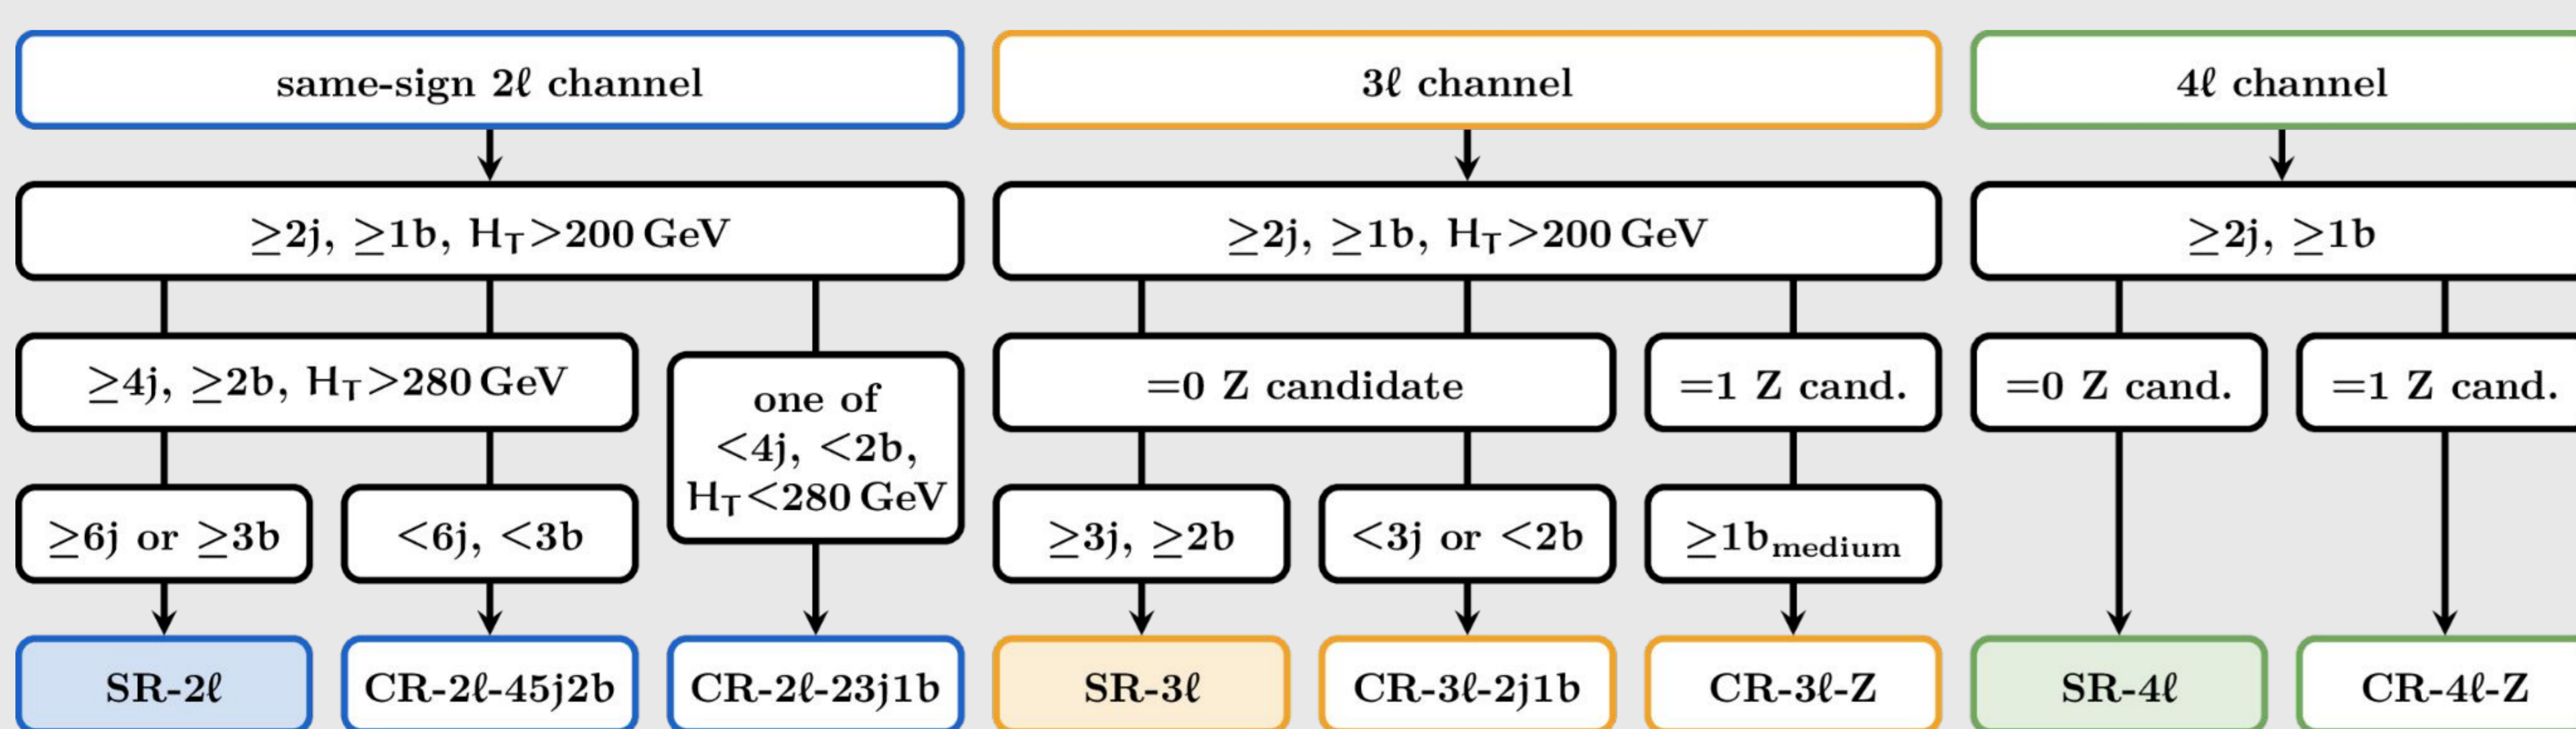 same-sign 2ℓ channel
3ℓ channel
4ℓ channel
≥2j, ≥1b, H_T>200 GeV
≥2j, ≥1b, H_T>200 GeV
≥2j, ≥1b
≥4j, ≥2b, H_T>280 GeV
one of
<4j, <2b,
H_T<280 GeV
=0 Z candidate
=1 Z cand.
=0 Z cand.
=1 Z cand.
≥6j or ≥3b
<6j, <3b
≥3j, ≥2b
<3j or <2b
≥1b_medium
SR-2ℓ
CR-2ℓ-45j2b
CR-2ℓ-23j1b
SR-3ℓ
CR-3ℓ-2j1b
CR-3ℓ-Z
SR-4ℓ
CR-4ℓ-Z